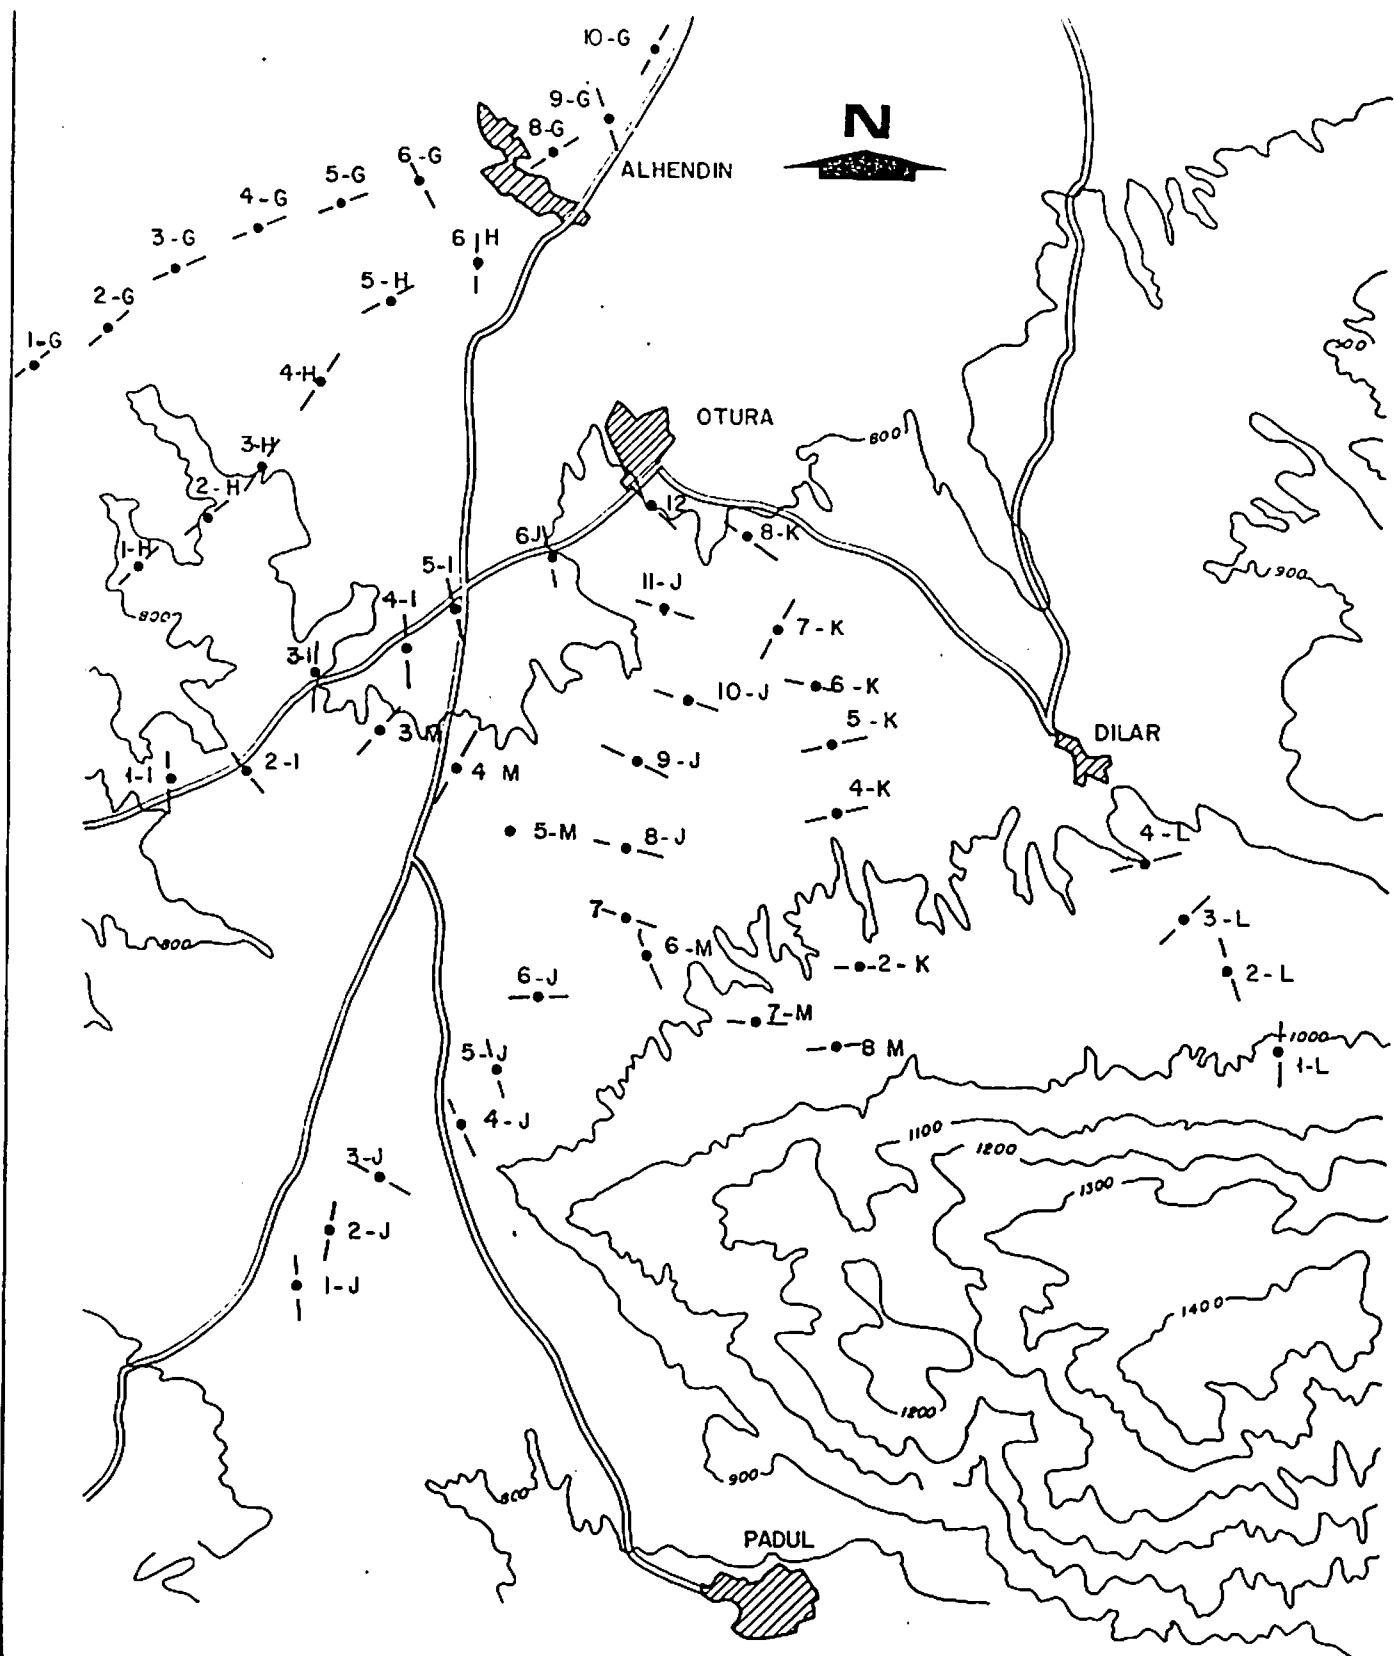 10-G
9-G
8-G
N
ALHENDIN
6-G
5-G
4-G
3-G
6 H
5-H
2-G
1-G
4-H
OTURA
800
3-H
2-H
12
6J
8-K
1-H
5-I
11-J
900
800
4-I
7-K
3-I
10-J
6-K
5-K
3 M
DILAR
1-I
2-I
4 M
9-J
4-K
5-M
8-J
4-L
7
3-L
800
6-M
2-K
2-L
6-J
7-M
1000
5-J
8 M
1-L
4-J
1100
1200
3-J
1300
2-J
1-J
1400
1200
900
800
PADUL